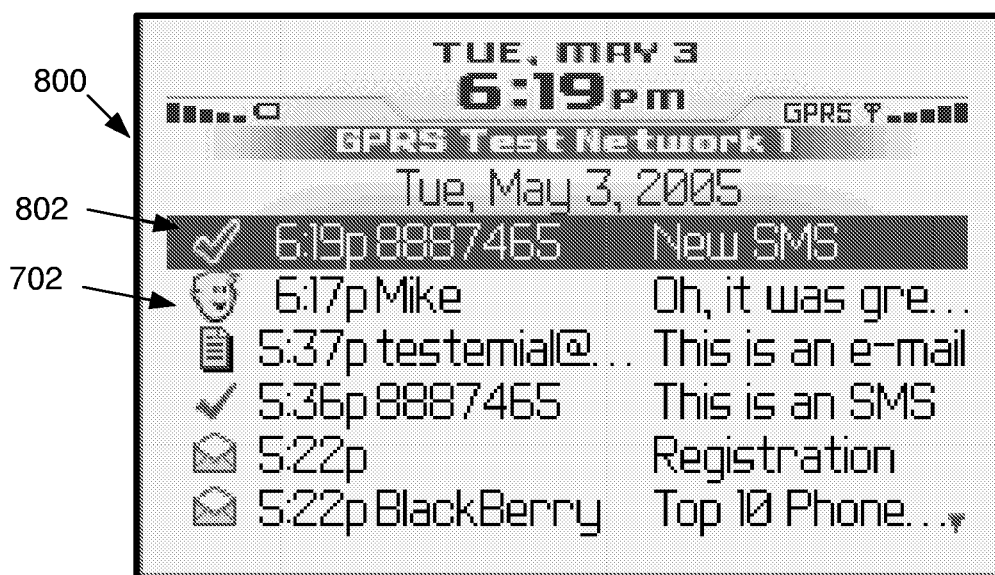 TUE, MAY 3
6:19pm
GPRS
GPRS Test Network 1
Tue, May 3, 2005
6:19p 8887465 New SMS
6:17p Mike Oh, it was gre...
5:37p testemial@... This is an e-mail
5:36p 8887465 This is an SMS
5:22p Registration
5:22p BlackBerry Top 10 Phone...
800
802
702